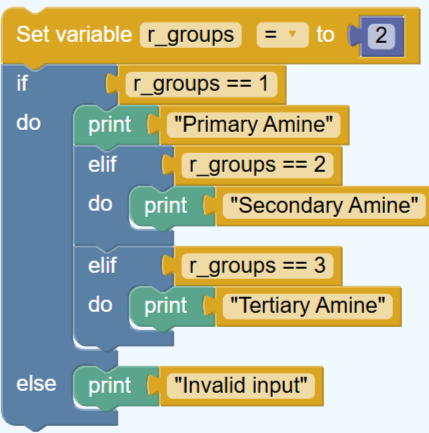 Set variable r_groups = to 2
if r_groups == 1
do print "Primary Amine"
elif r_groups == 2
do print "Secondary Amine"
elif r_groups == 3
do print "Tertiary Amine"
else print "Invalid input"